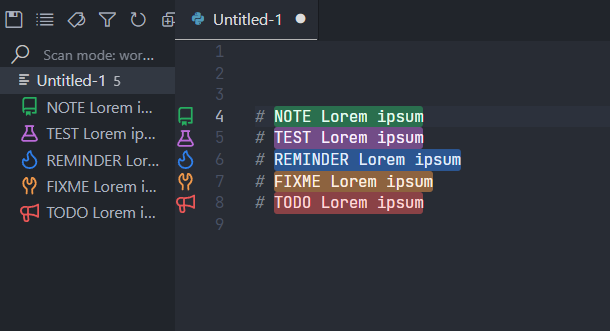 Untitled-1
Scan mode: wor...
Untitled-1 5
NOTE Lorem i...
TEST Lorem ip...
REMINDER Lor...
FIXME Lorem i...
TODO Lorem i...
1
2
3
4 # NOTE Lorem ipsum
5 # TEST Lorem ipsum
6 # REMINDER Lorem ipsum
7 # FIXME Lorem ipsum
8 # TODO Lorem ipsum
9